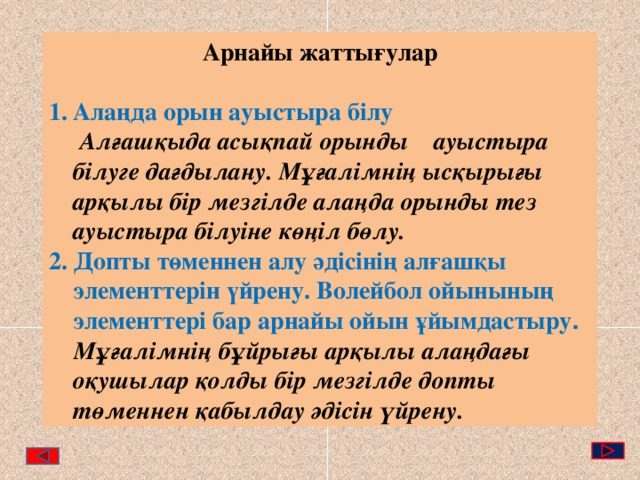 Арнайы жаттығулар
1. Алаңда орын ауыстыра білу
Алғашқыда асықпай орынды ауыстыра
білуге дағдылану. Мұғалімнің ысқырығы
арқылы бір мезгілде алаңда орынды тез
ауыстыра білуіне көңіл бөлу.
2. Допты төменнен алу әдісінің алғашқы
элементтерін үйрену. Волейбол ойынының
элементтері бар арнайы ойын ұйымдастыру.
Мұғалімнің бұйрығы арқылы алаңдағы
оқушылар қолды бір мезгілде допты
төменнен қабылдау әдісін үйрену.